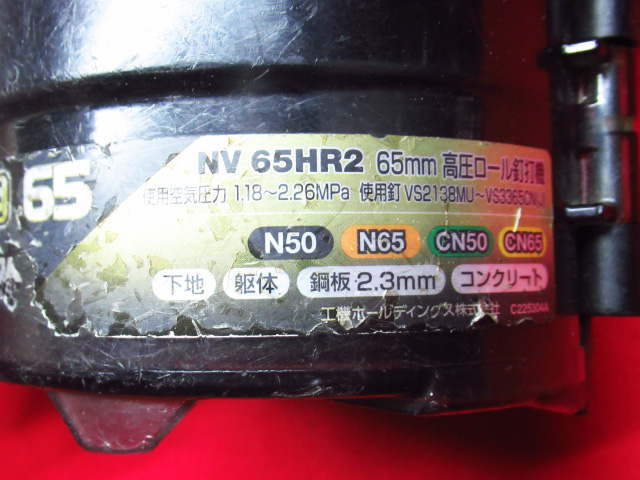 NV 65HR2 65mm 高圧ロール釘打機
65 使用空気圧力 1.18~2.26MPa 使用釘 VS2138MU~VS3365CN(J)
N50 N65 CN50 CN65
下地 躯体 鋼板-2.3mm コンクリート
工機ホールディングス株式会社 C225304A